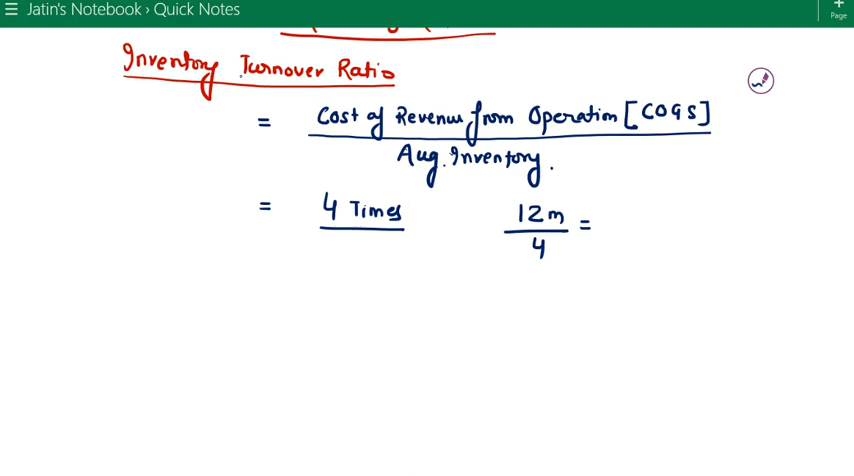 Jatin's Notebook › Quick Notes
Page
Inventory Turnover Ratio
= Cost of Revenue from Operation [COGS]
Avg. Inventory.
= 4 Times 12m =
4